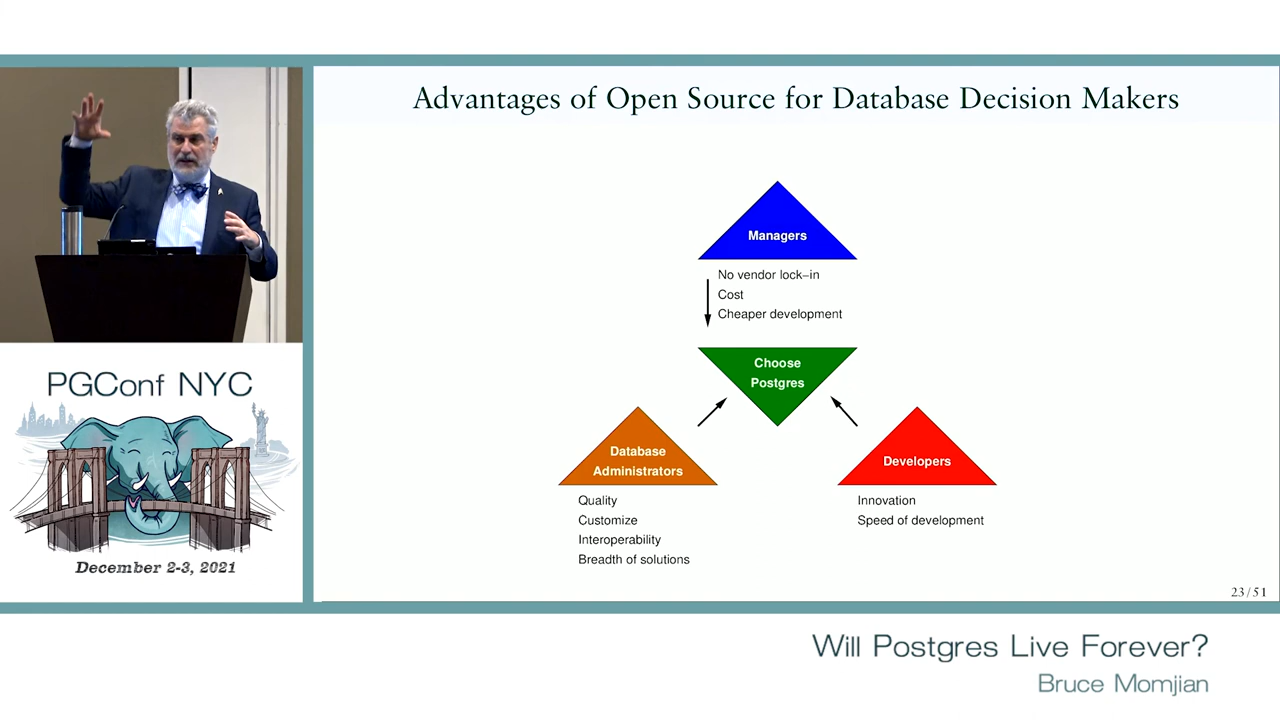 Advantages of Open Source for Database Decision Makers
Managers
No vendor lock–in
Cost
Cheaper development
Choose
Postgres
Database
Administrators
Quality
Customize
Interoperability
Breadth of solutions
Developers
Innovation
Speed of development
23/51
PGConf NYC
December 2-3, 2021
Will Postgres Live Forever?
Bruce Momjian